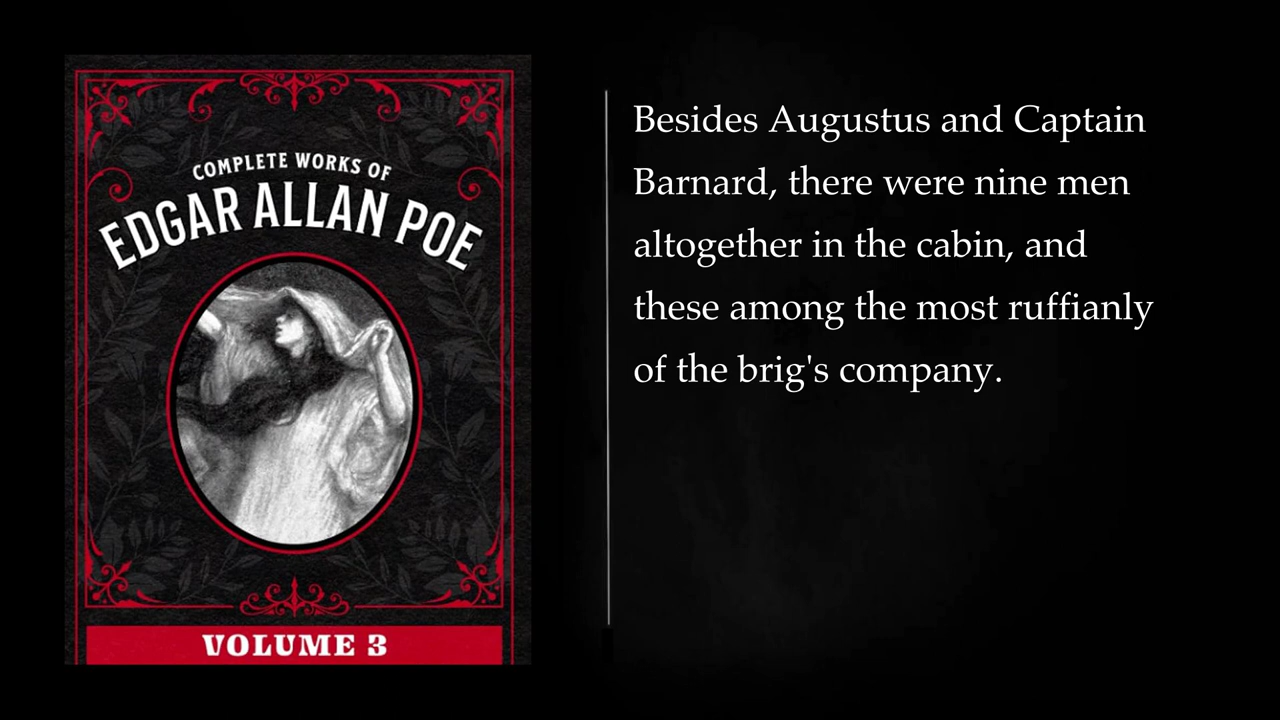 COMPLETE WORKS OF
EDGAR ALLAN POE
VOLUME 3
Besides Augustus and Captain
Barnard, there were nine men
altogether in the cabin, and
these among the most ruffianly
of the brig's company.